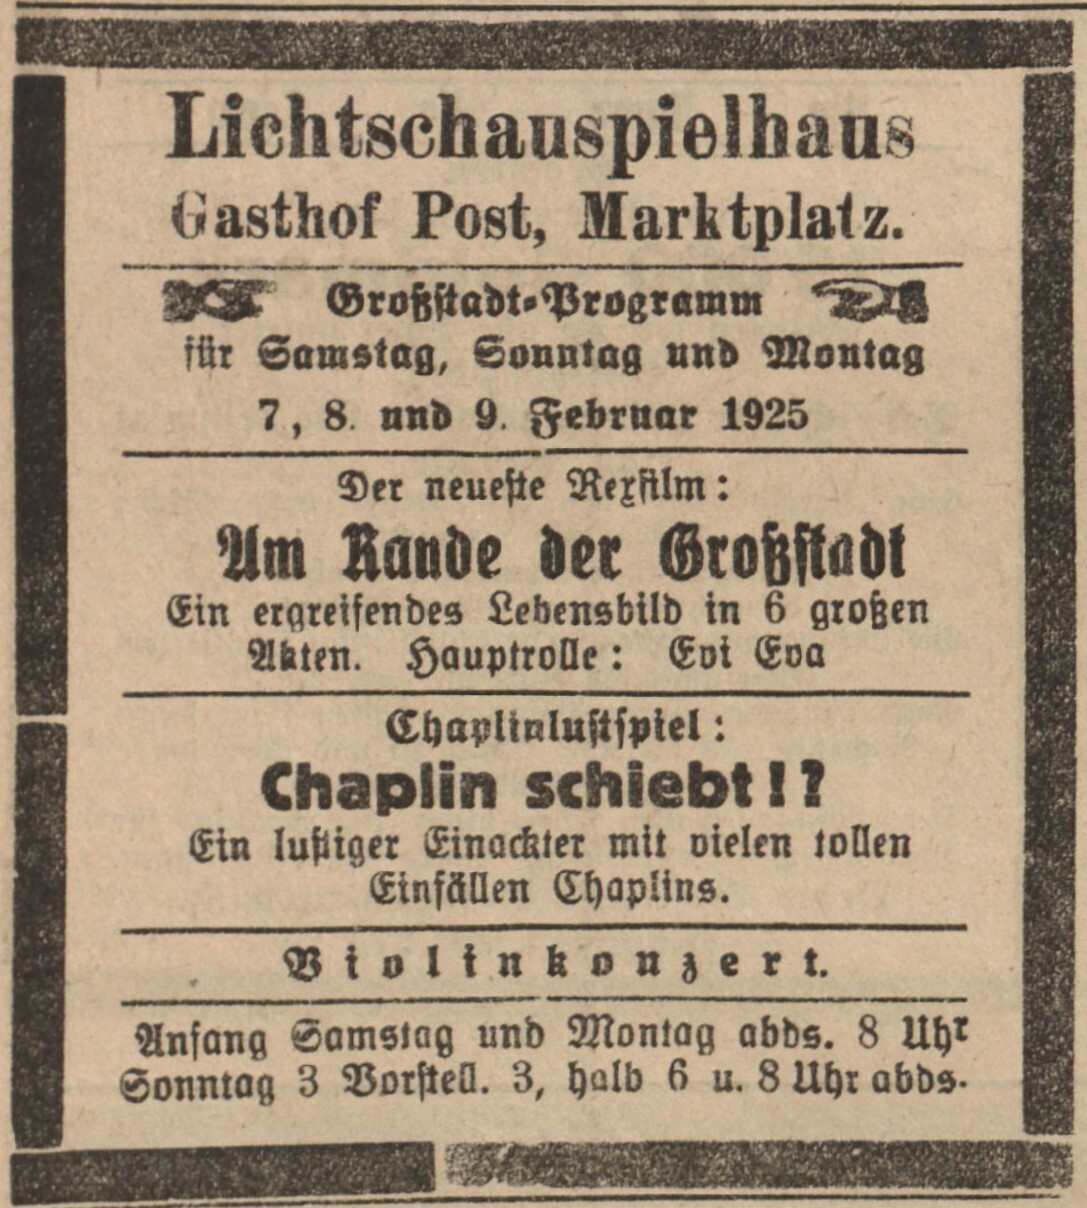 Lichtschauspielhaus
Gasthof Post, Marktplatz.
Großstadt-Programm
für Samstag, Sonntag und Montag
7, 8. und 9. Februar 1925
Der neueste Rexfilm:
Am Rande der Großstadt
Ein ergreifendes Lebensbild in 6 großen
Akten. Hauptrolle: Evi Eva
Chaplinlustspiel:
Chaplin schiebt!?
Ein lustiger Einackter mit vielen tollen
Einfällen Chaplins.
Violinkonzert.
Anfang Samstag und Montag abds. 8 Uhr
Sonntag 3 Vorstell. 3, halb 6 u. 8 Uhr abds.